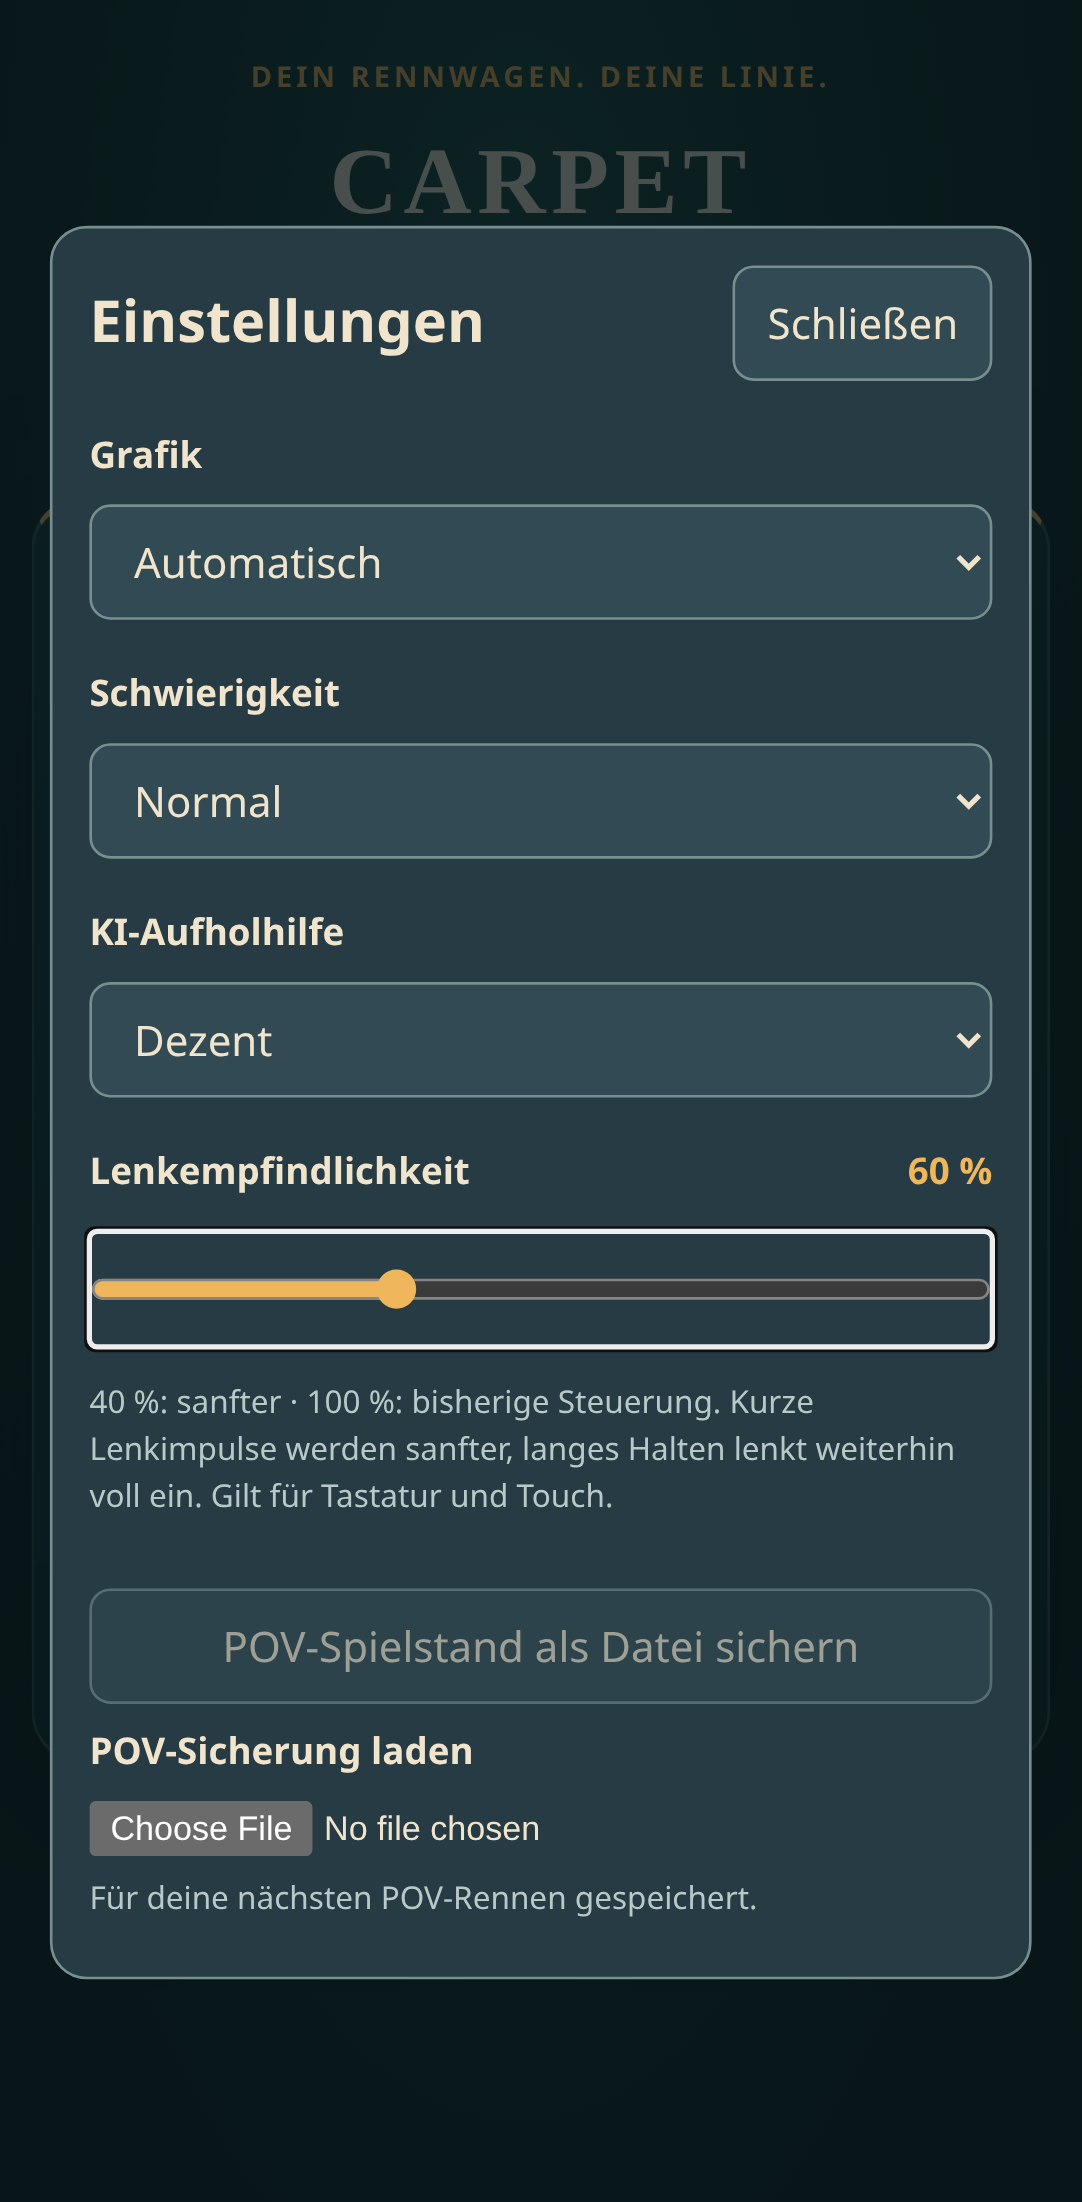 DEIN RENNWAGEN. DEINE LINIE.
CARPET
Einstellungen
Schließen
Grafik
Automatisch
Schwierigkeit
Normal
KI-Aufholhilfe
Dezent
Lenkempfindlichkeit
60 %
40 %: sanfter · 100 %: bisherige Steuerung. Kurze
Lenkimpulse werden sanfter, langes Halten lenkt weiterhin
voll ein. Gilt für Tastatur und Touch.
POV-Spielstand als Datei sichern
POV-Sicherung laden
Choose File No file chosen
Für deine nächsten POV-Rennen gespeichert.